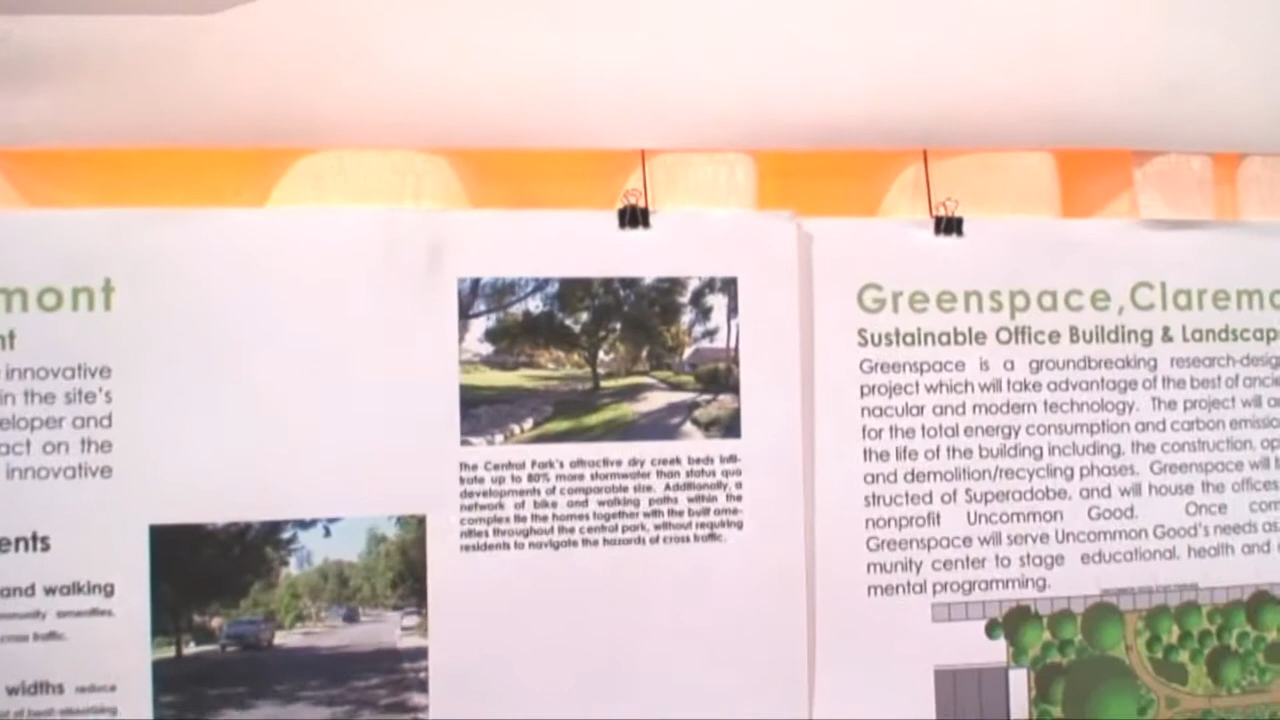 mont
nt
innovative
in the site's
eloper and
act on the
innovative
ents
and walking
cross traffic.
widths reduce
The Central Park's attractive dry creek beds infil-
trate up to 80% more stormwater than status quo
developments of comparable size. Additionally, a
network of bike and walking paths within the
complex tie the homes together with the built ame-
nities throughout the central park, without requiring
residents to navigate the hazards of cross traffic.
Greenspace, Claremo
Sustainable Office Building & Landscap
Greenspace is a groundbreaking research-desig
project which will take advantage of the best of anci
nacular and modern technology. The project will a
for the total energy consumption and carbon emissio
the life of the building including, the construction, op
and demolition/recycling phases. Greenspace will b
structed of Superadobe, and will house the offices
nonprofit Uncommon Good. Once com
Greenspace will serve Uncommon Good's needs as
munity center to stage educational, health and
mental programming.